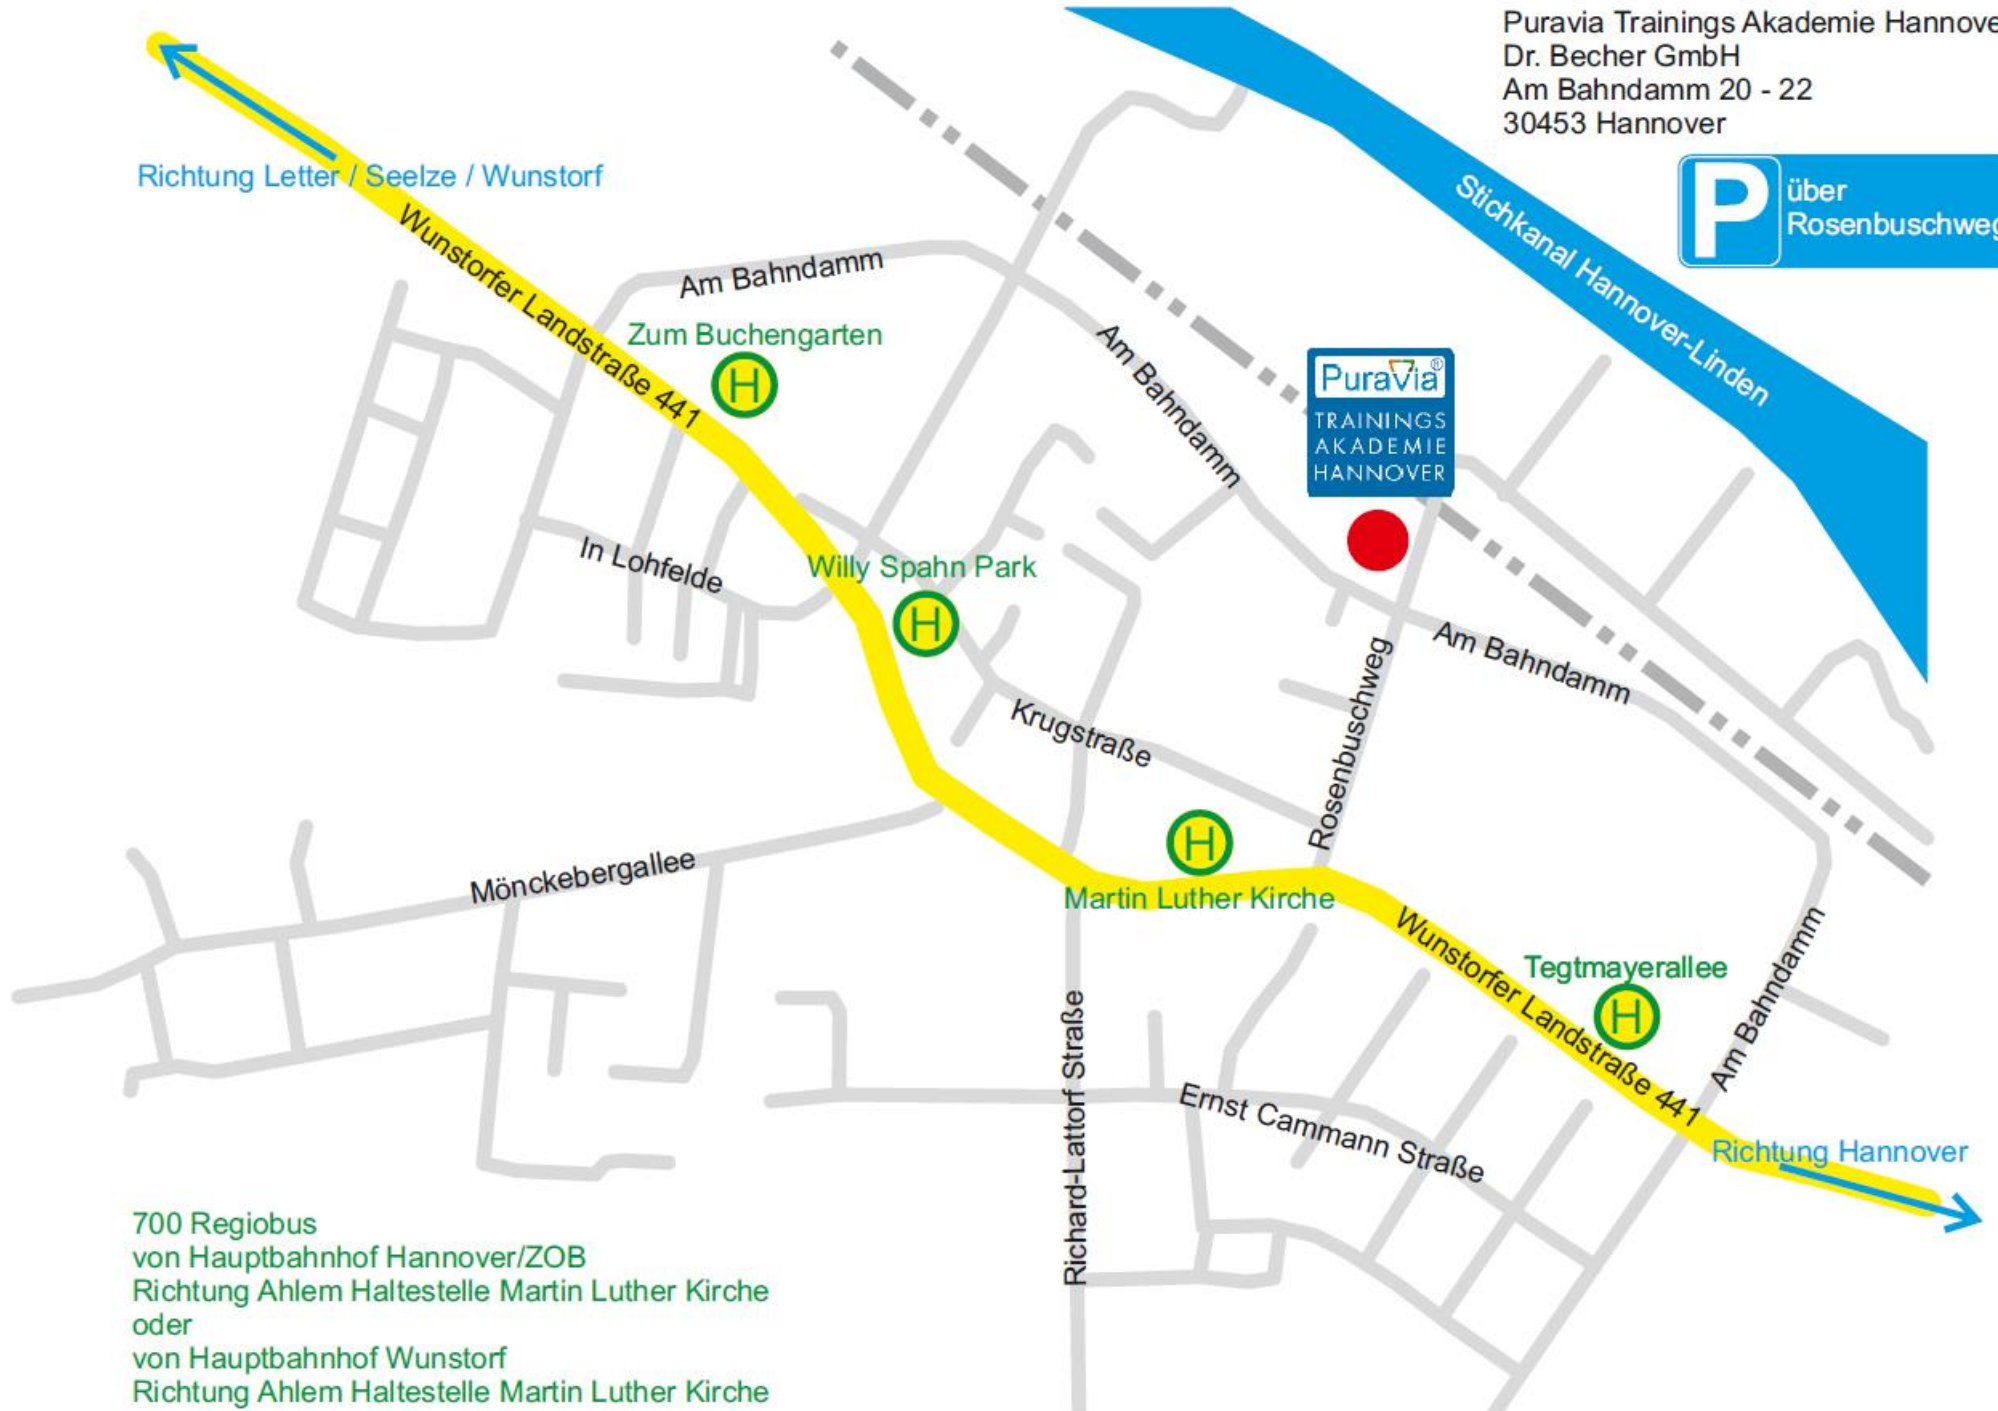 Puravia Trainings Akademie Hannove
Dr. Becher GmbH
Am Bahndamm 20 - 22
30453 Hannover
P
über
Rosenbuschweg
Richtung Letter / Seelze / Wunstorf
Wunstorfer Landstraße 441
Stichkanal Hannover-Linden
Am Bahndamm
Zum Buchengarten
H
Am Bahndamm
Puravia®
TRAININGS
AKADEMIE
HANNOVER
In Lohfelde
Willy Spahn Park
H
Am Bahndamm
Rosenbuschweg
Krugstraße
H
Martin Luther Kirche
Mönckebergallee
Wunstorfer Landstraße 441
Tegtmayerallee
H
Am Bahndamm
Richard-Lattorf Straße
Ernst Cammann Straße
Richtung Hannover
700 Regiobus
von Hauptbahnhof Hannover/ZOB
Richtung Ahlem Haltestelle Martin Luther Kirche
oder
von Hauptbahnhof Wunstorf
Richtung Ahlem Haltestelle Martin Luther Kirche